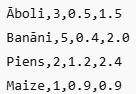 Āboli,3,0.5,1.5
Banāni,5,0.4,2.0
Piens,2,1.2,2.4
Maize,1,0.9,0.9